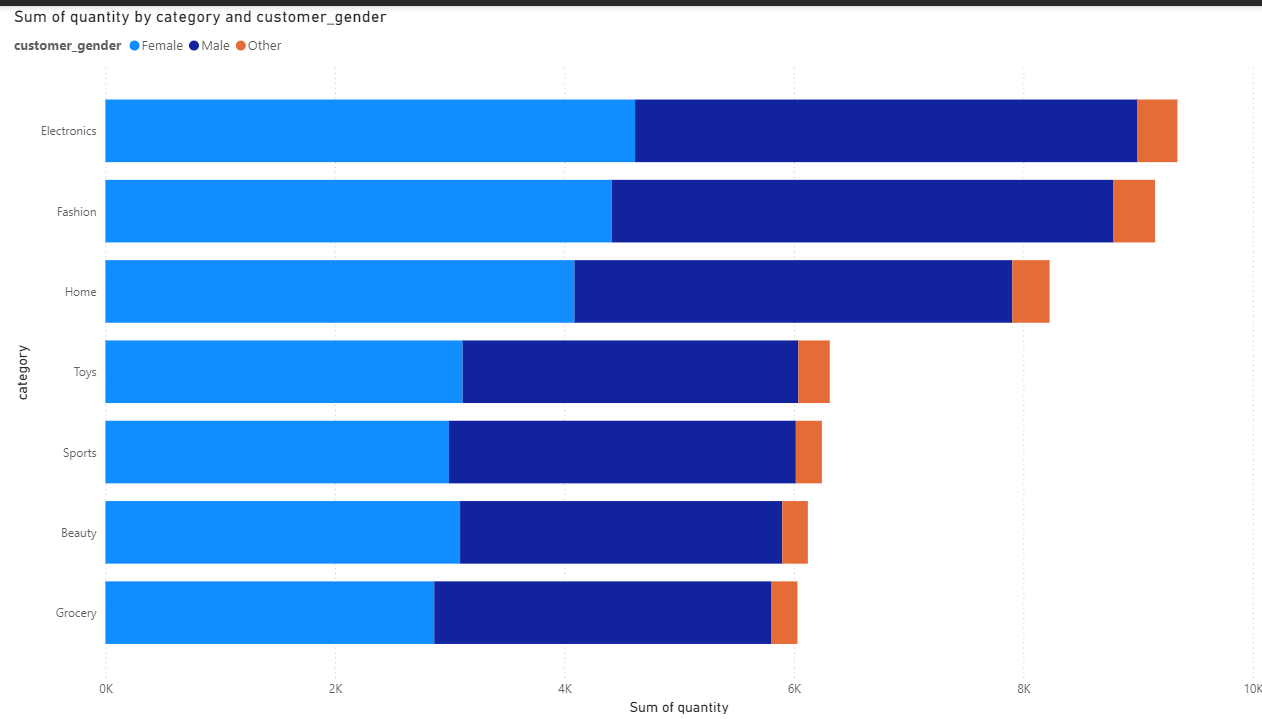 Sum of quantity by category and customer_gender
customer_gender Female Male Other
Electronics
Fashion
Home
Toys
Sports
Beauty
Grocery
category
0K 2K 4K 6K 8K 10K
Sum of quantity